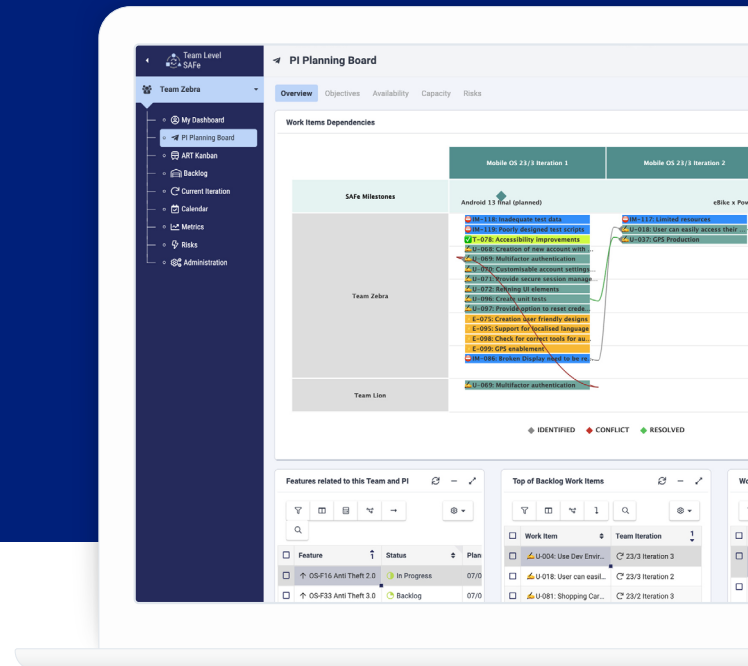 Team Level
SAFe
PI Planning Board
Team Zebra
Overview Objectives Availability Capacity Risks
My Dashboard
PI Planning Board
ART Kanban
Backlog
Current Iteration
Calendar
Metrics
Risks
Administration
Work Items Dependencies
Mobile OS 23/3 Iteration 1
Mobile OS 23/3 Iteration 2
SAFe Milestones
Android 13 final (planned)
eBike x Pow
Team Zebra
IM-118: Inadequate test data
IM-119: Poorly designed test scripts
T-078: Accessibility improvements
U-068: Creation of new account with ...
U-069: Multifactor authentication
U-070: Customisable account settings...
U-071: Provide secure session manage...
U-072: Refining UI elements
U-096: Create unit tests
U-097: Provide option to reset crede...
E-075: Creation user friendly designs
E-095: Support for localised language
E-098: Check for correct tools for au...
E-099: GPS enablement
IM-086: Broken Display need to be re...
IM-117: Limited resources
U-018: User can easily access their ...
U-037: GPS Production
Team Lion
U-069: Multifactor authentication
IDENTIFIED CONFLICT RESOLVED
Features related to this Team and PI
Feature Status Plan
OS-F16 Anti Theft 2.0 In Progress 07/0
OS-F33 Anti Theft 3.0 Backlog 07/0
Top of Backlog Work Items
Work Item Team Iteration 1
U-004: Use Dev Envir... 23/3 Iteration 3
U-018: User can easil... 23/3 Iteration 2
U-081: Shopping Car... 23/2 Iteration 3
Wo